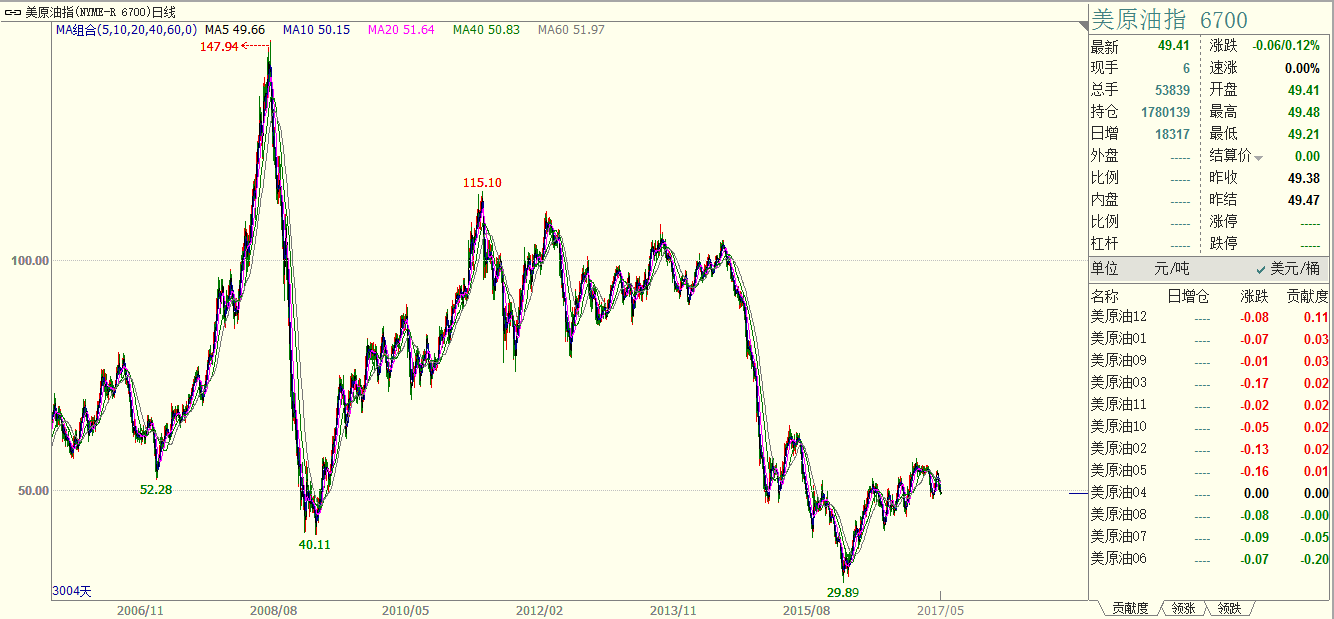 美原油指(NYME-R 6700)日线
MA组合(5,10,20,40,60,0) MA5 49.66 MA10 50.15 MA20 51.64 MA40 50.83 MA60 51.97
147.94
115.10
100.00
52.28
50.00
40.11
29.89
3004天
2006/11 2008/08 2010/05 2012/02 2013/11 2015/08 2017/05
美原油指 6700
最新 49.41 涨跌 -0.06/0.12%
现手 6 速涨 0.00%
总手 53839 开盘 49.41
持仓 1780139 最高 49.48
日增 18317 最低 49.21
外盘 ----- 结算价 0.00
比例 ----- 昨收 49.38
内盘 ----- 昨结 49.47
比例 ----- 涨停 -----
杠杆 ----- 跌停 -----
单位 元/吨 ✓ 美元/桶
名称 日增仓 涨跌 贡献度
美原油12 ---- -0.08 0.11
美原油01 ---- -0.07 0.03
美原油09 ---- -0.01 0.03
美原油03 ---- -0.17 0.02
美原油11 ---- -0.02 0.02
美原油10 ---- -0.05 0.02
美原油02 ---- -0.13 0.02
美原油05 ---- -0.16 0.01
美原油04 ---- 0.00 0.00
美原油08 ---- -0.08 -0.00
美原油07 ---- -0.09 -0.05
美原油06 ---- -0.07 -0.20
贡献度 领涨 领跌